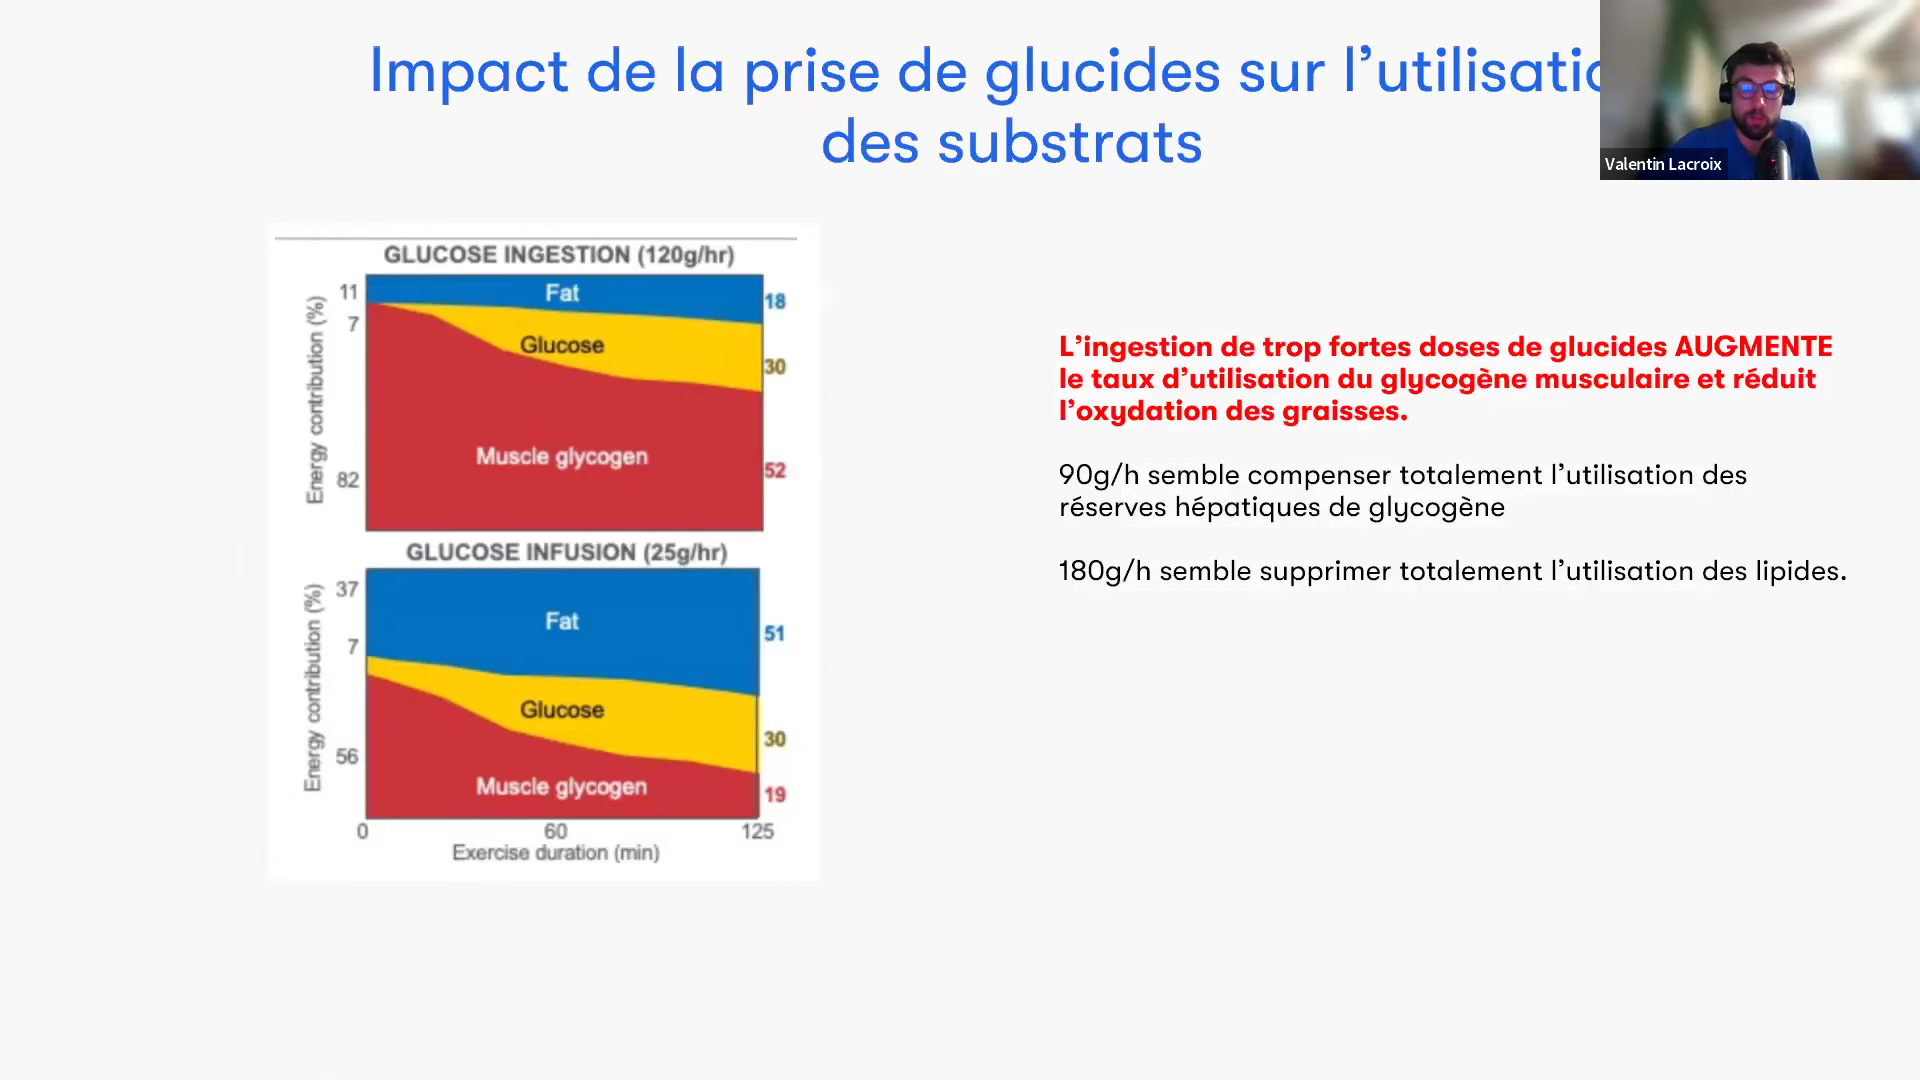 Impact de la prise de glucides sur l’utilisatio
des substrats
Valentin Lacroix
GLUCOSE INGESTION (120g/hr)
Energy contribution (%)
11
7
82
Fat
Glucose
Muscle glycogen
18
30
52
GLUCOSE INFUSION (25g/hr)
Energy contribution (%)
37
7
56
Fat
Glucose
Muscle glycogen
51
30
19
0 60 125
Exercise duration (min)
L’ingestion de trop fortes doses de glucides AUGMENTE
le taux d’utilisation du glycogène musculaire et réduit
l’oxydation des graisses.
90g/h semble compenser totalement l’utilisation des
réserves hépatiques de glycogène
180g/h semble supprimer totalement l’utilisation des lipides.